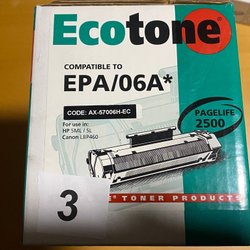 Ecotone®
COMPATIBLE TO
EPA/06A*
CODE: AX-57006H-EC
For use in:
HP 5ML / 5L
Canon LBP460
PAGELIFE
2500
3
TONER PRODUCTS